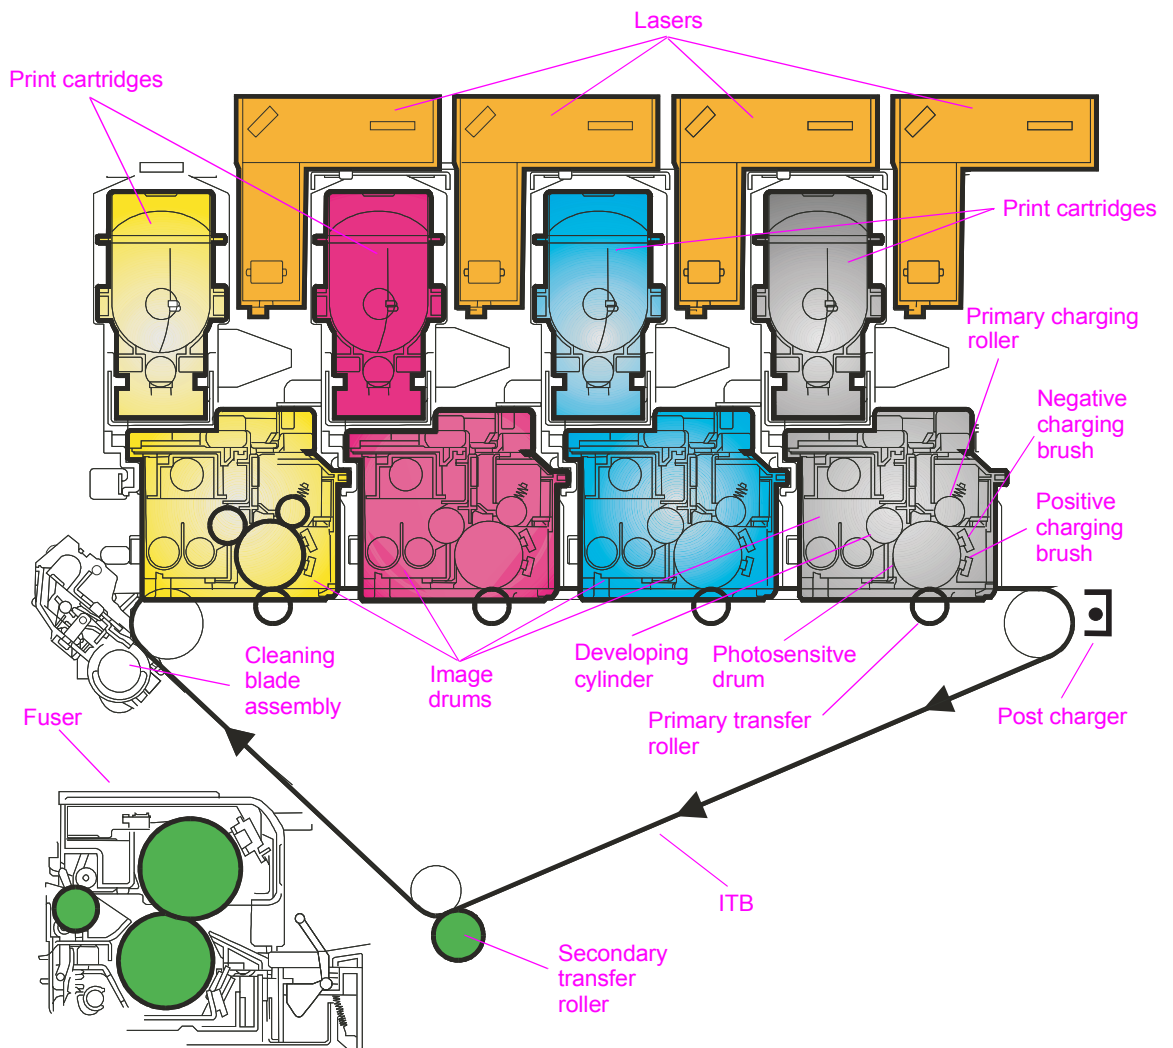 Lasers
Print cartridges
Print cartridges
Primary charging
roller
Negative
charging
brush
Positive
charging
brush
Cleaning
blade
assembly
Image
drums
Developing
cylinder
Photosensitve
drum
Primary transfer
roller
Post charger
Fuser
ITB
Secondary
transfer
roller